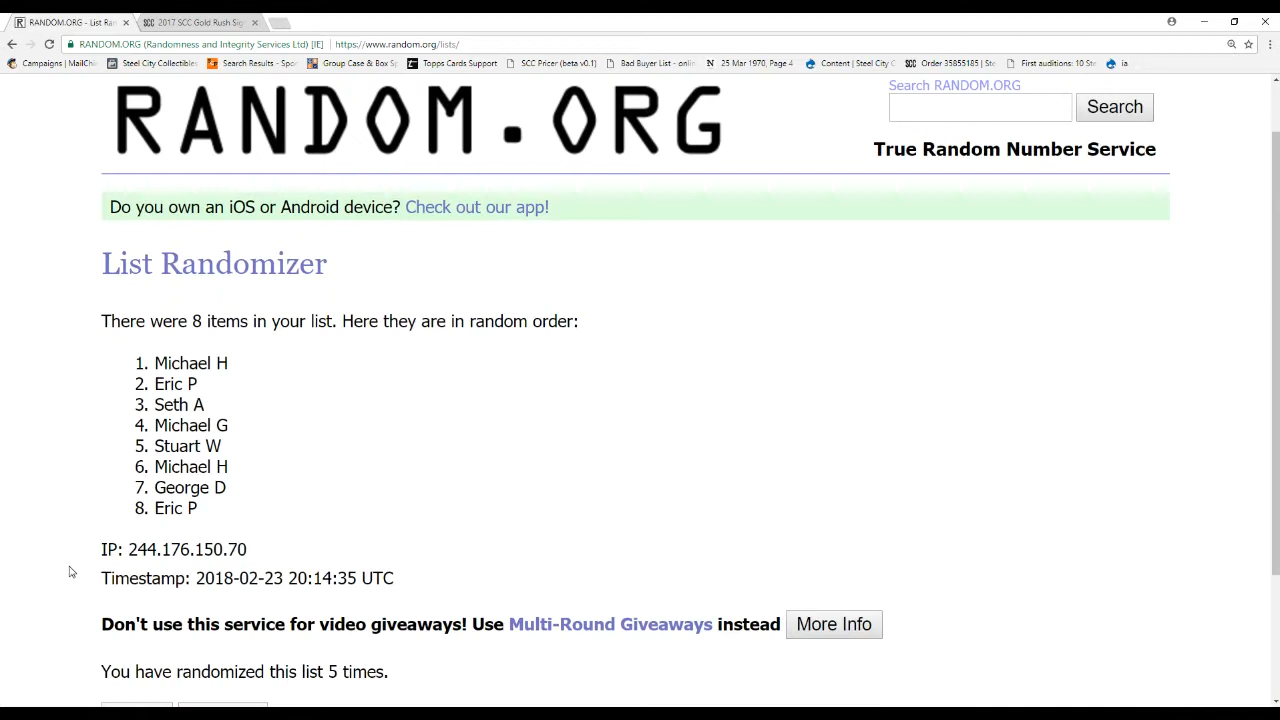 RANDOM.ORG - List Ran
SCC 2017 SCC Gold Rush Sig
RANDOM.ORG (Randomness and Integrity Services Ltd) [IE] https://www.random.org/lists/
Campaigns | MailChi Steel City Collectibles Search Results - Spo Group Case & Box Sp Topps Cards Support SCC Pricer (beta v0.1) Bad Buyer List - onlin 25 Mar 1970, Page 4 Content | Steel City C Order 35855185 | Ste First auditions: 10 St ia
RANDOM.ORG
Search RANDOM.ORG
Search
True Random Number Service
Do you own an iOS or Android device? Check out our app!
List Randomizer
There were 8 items in your list. Here they are in random order:
1. Michael H
2. Eric P
3. Seth A
4. Michael G
5. Stuart W
6. Michael H
7. George D
8. Eric P
IP: 244.176.150.70
Timestamp: 2018-02-23 20:14:35 UTC
Don't use this service for video giveaways! Use Multi-Round Giveaways instead More Info
You have randomized this list 5 times.